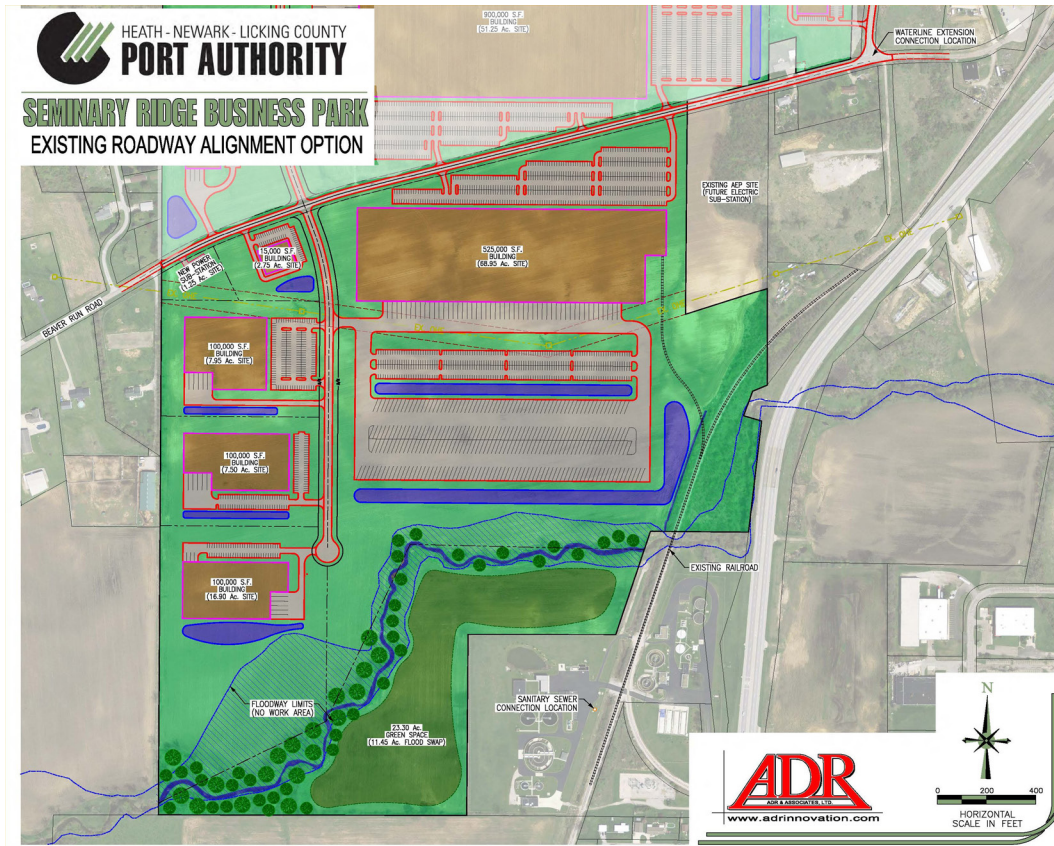 HEATH - NEWARK - LICKING COUNTY
PORT AUTHORITY
SEMINARY RIDGE BUSINESS PARK
EXISTING ROADWAY ALIGNMENT OPTION
900,000 S.F.
BUILDING
(51.25 Ac. SITE)
WATERLINE EXTENSION
CONNECTION LOCATION
EXISTING AEP SITE
(FUTURE ELECTRIC
SUB-STATION)
15,000 S.F.
BUILDING
(2.75 Ac. SITE)
525,000 S.F.
BUILDING
(68.95 Ac. SITE)
NEW POWER
SUB-STATION
(1.25 Ac. SITE)
BEAVER RUN ROAD
100,000 S.F.
BUILDING
(7.95 Ac. SITE)
100,000 S.F.
BUILDING
(7.50 Ac. SITE)
100,000 S.F.
BUILDING
(16.90 Ac. SITE)
EXISTING RAILROAD
FLOODWAY LIMITS
(NO WORK AREA)
SANITARY SEWER
CONNECTION LOCATION
23.30 Ac.
GREEN SPACE
(11.45 Ac. FLOOD SWAP)
N
ADR
ADR & ASSOCIATES, LTD.
www.adrinnovation.com
0 200 400
HORIZONTAL
SCALE IN FEET